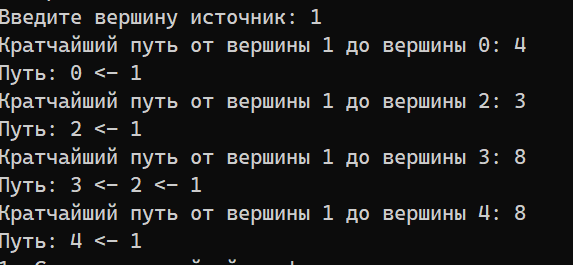 Введите вершину источник: 1
Кратчайший путь от вершины 1 до вершины 0: 4
Путь: 0 <- 1
Кратчайший путь от вершины 1 до вершины 2: 3
Путь: 2 <- 1
Кратчайший путь от вершины 1 до вершины 3: 8
Путь: 3 <- 2 <- 1
Кратчайший путь от вершины 1 до вершины 4: 8
Путь: 4 <- 1